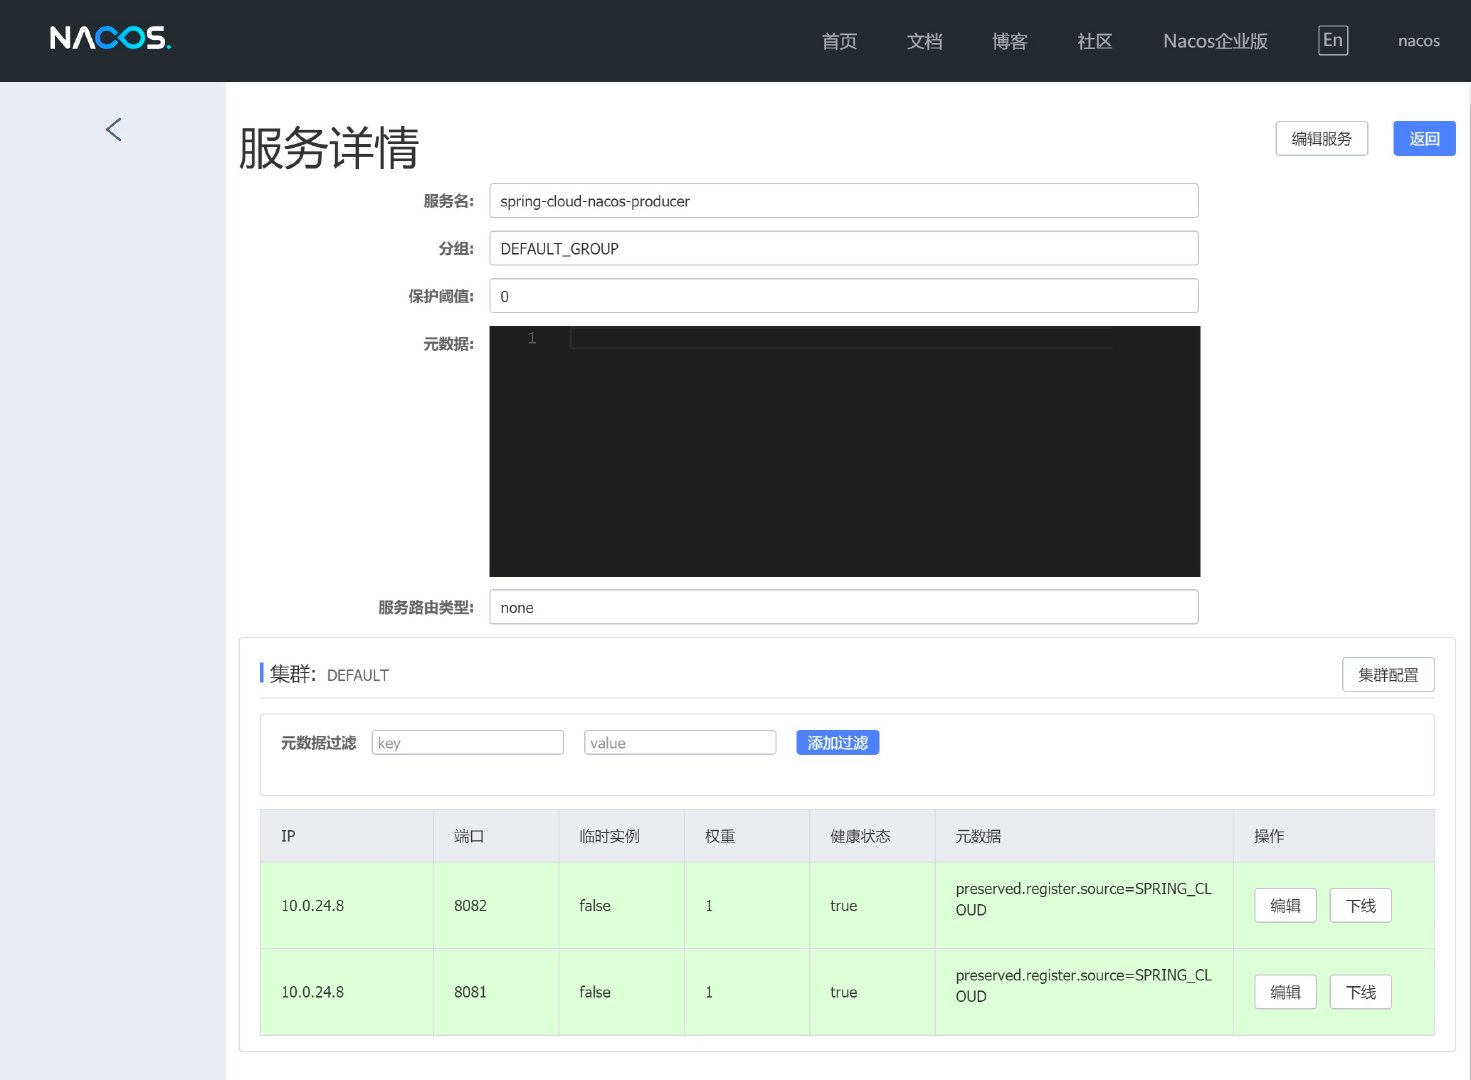 NACOS.
首页 文档 博客 社区 Nacos企业版 En nacos
服务详情
编辑服务 返回
服务名: spring-cloud-nacos-producer
分组: DEFAULT_GROUP
保护阈值: 0
元数据: 1
服务路由类型: none
集群: DEFAULT 集群配置
元数据过滤 key value 添加过滤
IP 端口 临时实例 权重 健康状态 元数据 操作
10.0.24.8 8082 false 1 true preserved.register.source=SPRING_CL
OUD 编辑 下线
10.0.24.8 8081 false 1 true preserved.register.source=SPRING_CL
OUD 编辑 下线